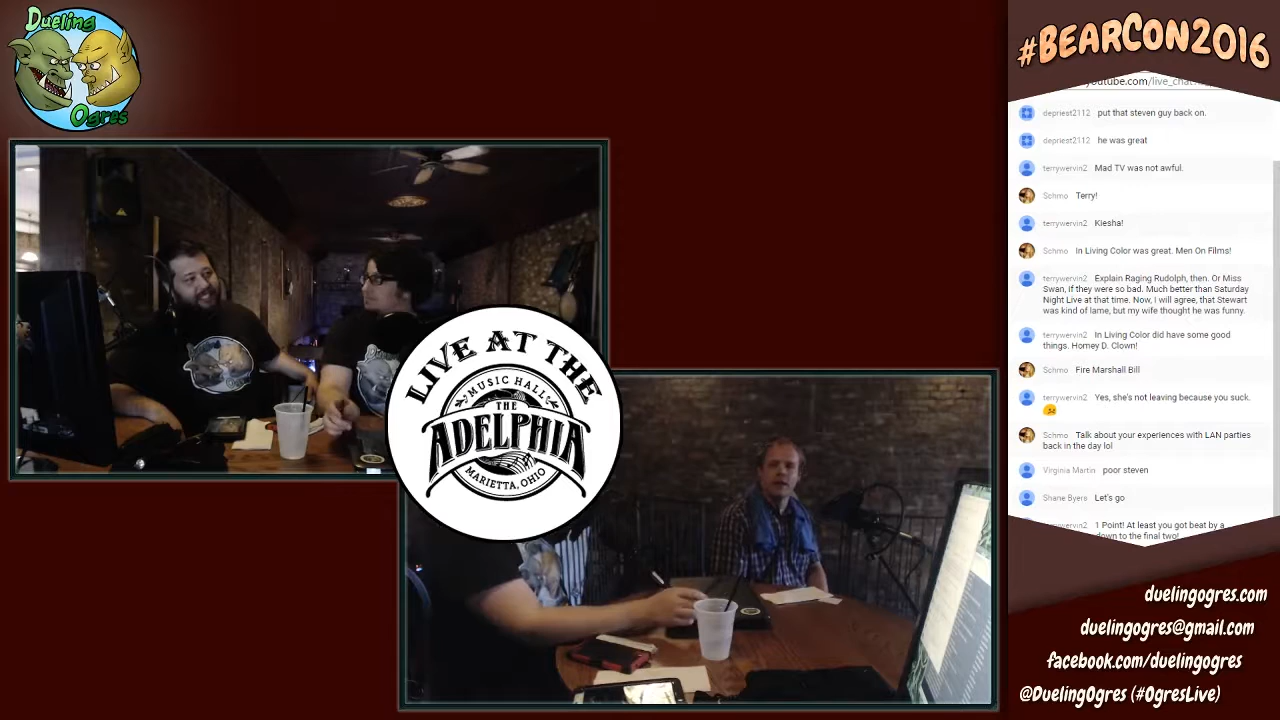 Dueling
Ogres
LIVE AT THE
MUSIC HALL
THE
ADELPHIA
MARIETTA, OHIO
#BEARCON2016
youtube.com/live_chat
depriest2112 put that steven guy back on.
depriest2112 he was great
terrywervin2 Mad TV was not awful.
Schmo Terry!
terrywervin2 Kiesha!
Schmo In Living Color was great. Men On Films!
terrywervin2 Explain Raging Rudolph, then. Or Miss
Swan, if they were so bad. Much better than Saturday
Night Live at that time. Now, I will agree, that Stewart
was kind of lame, but my wife thought he was funny.
terrywervin2 In Living Color did have some good
things. Homey D. Clown!
Schmo Fire Marshall Bill
terrywervin2 Yes, she's not leaving because you suck.
Schmo Talk about your experiences with LAN parties
back in the day lol
Virginia Martin poor steven
Shane Byers Let's go
1 Point! At least you got beat by a
down to the final two!
duelingogres.com
duelingogres@gmail.com
facebook.com/duelingogres
@DuelingOgres (#OgresLive)